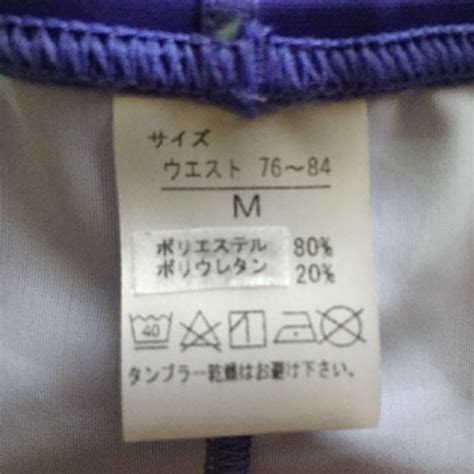 サイズ
ウエスト 76～84
M
ポリエステル 80%
ポリウレタン 20%
40
タンブラー乾燥はお避け下さい。